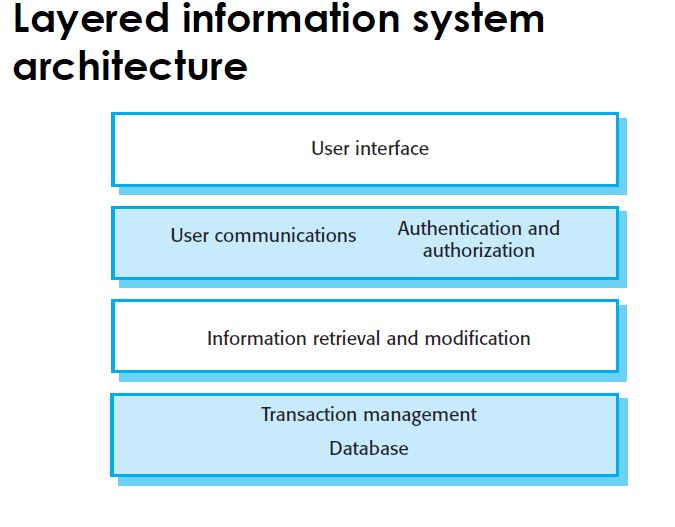 Layered information system
architecture
User interface
User communications
Authentication and
authorization
Information retrieval and modification
Transaction management
Database